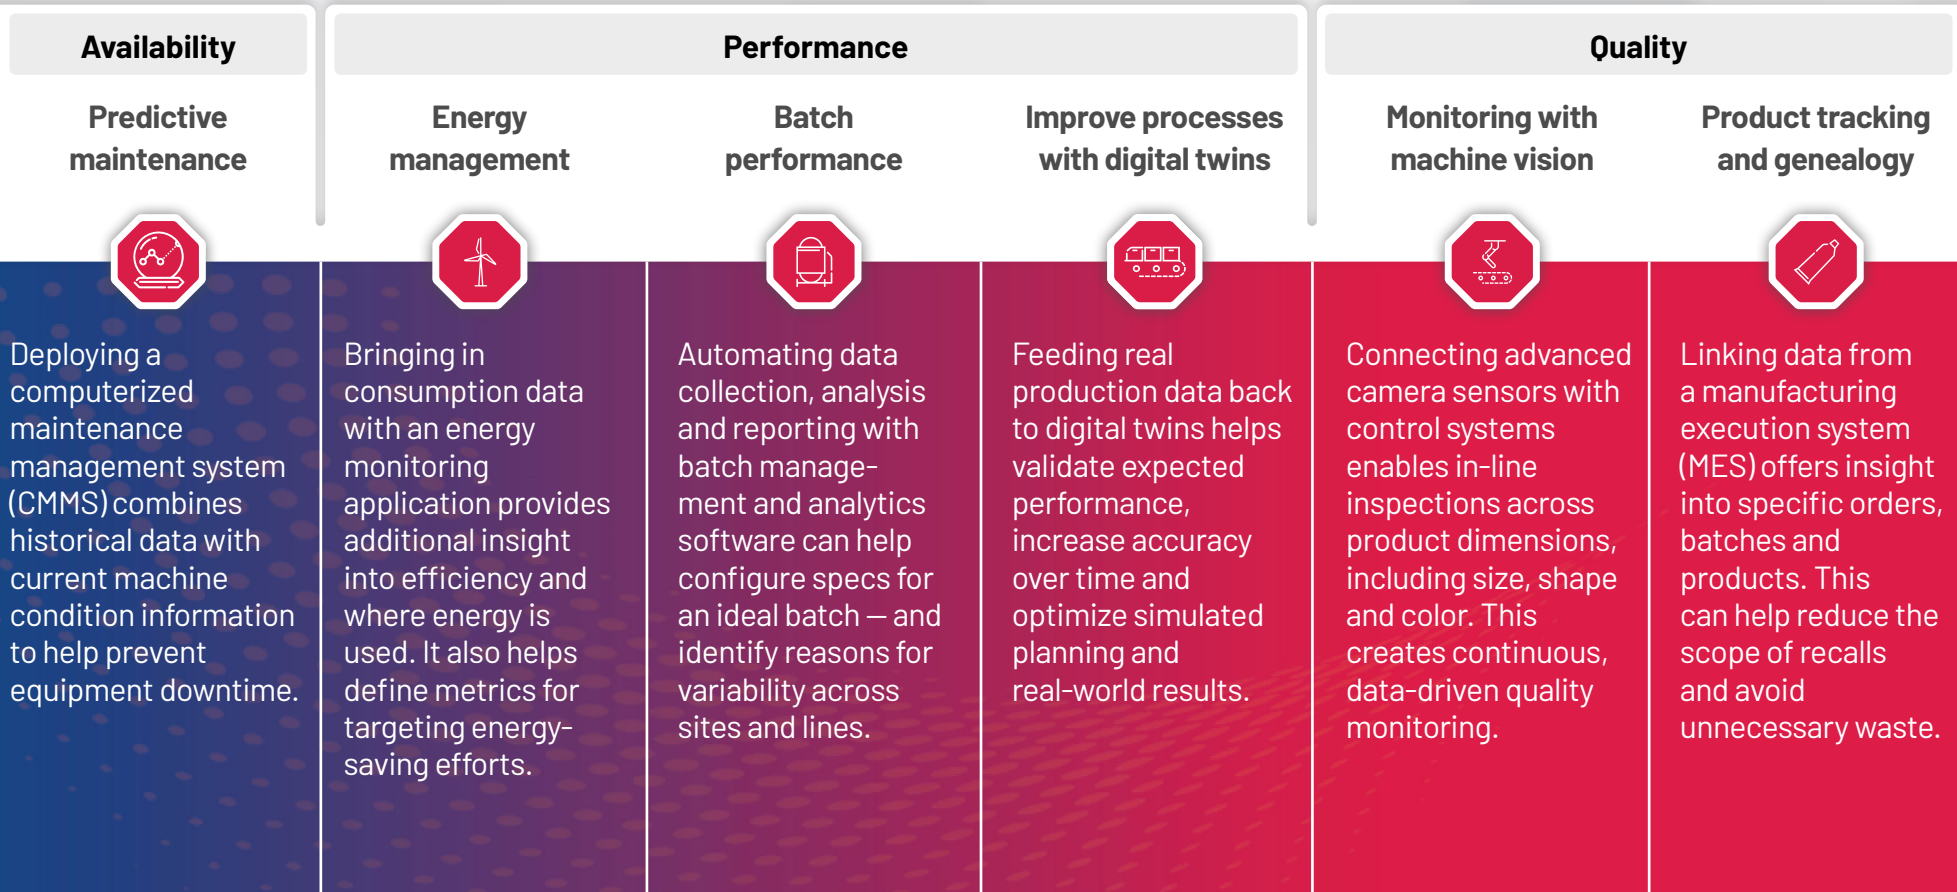 Availability
Performance
Quality
Predictive
maintenance
Energy
management
Batch
performance
Improve processes
with digital twins
Monitoring with
machine vision
Product tracking
and genealogy
Deploying a
computerized
maintenance
management system
(CMMS) combines
historical data with
current machine
condition information
to help prevent
equipment downtime.
Bringing in
consumption data
with an energy
monitoring
application provides
additional insight
into efficiency and
where energy is
used. It also helps
define metrics for
targeting energy-
saving efforts.
Automating data
collection, analysis
and reporting with
batch manage-
ment and analytics
software can help
configure specs for
an ideal batch — and
identify reasons for
variability across
sites and lines.
Feeding real
production data back
to digital twins helps
validate expected
performance,
increase accuracy
over time and
optimize simulated
planning and
real-world results.
Connecting advanced
camera sensors with
control systems
enables in-line
inspections across
product dimensions,
including size, shape
and color. This
creates continuous,
data-driven quality
monitoring.
Linking data from
a manufacturing
execution system
(MES) offers insight
into specific orders,
batches and
products. This
can help reduce the
scope of recalls
and avoid
unnecessary waste.